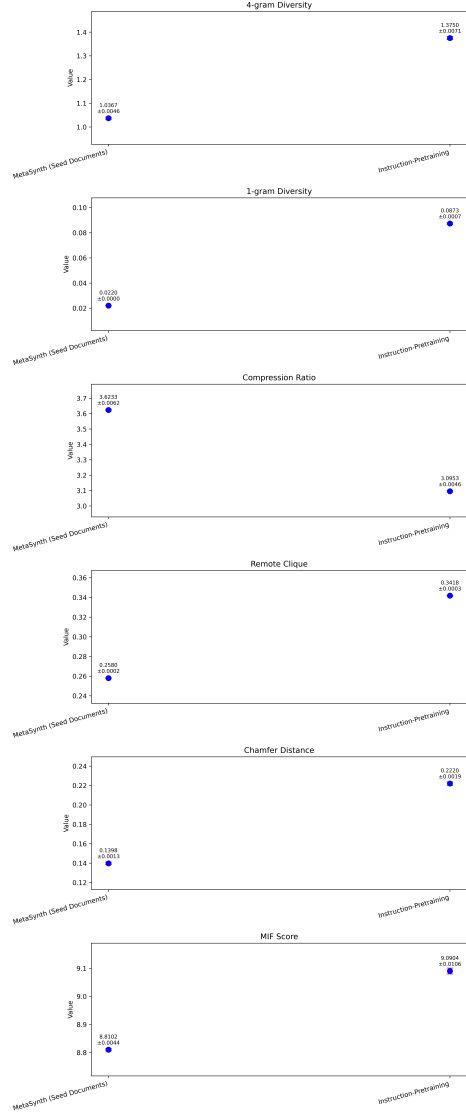 4-gram Diversity
1.4
1.3
1.2
1.1
1.0
Value
1.0367
±0.0046
1.3750
±0.0071
MetaSynth (Seed Documents)
Instruction-Pretraining
1-gram Diversity
0.10
0.08
0.06
0.04
0.02
Value
0.0220
±0.0000
0.0873
±0.0007
MetaSynth (Seed Documents)
Instruction-Pretraining
Compression Ratio
3.7
3.6
3.5
3.4
3.3
3.2
3.1
3.0
Value
3.6233
±0.0062
3.0953
±0.0046
MetaSynth (Seed Documents)
Instruction-Pretraining
Remote Clique
0.36
0.34
0.32
0.30
0.28
0.26
0.24
Value
0.2580
±0.0002
0.3418
±0.0003
MetaSynth (Seed Documents)
Instruction-Pretraining
Chamfer Distance
0.24
0.22
0.20
0.18
0.16
0.14
0.12
Value
0.1398
±0.0013
0.2220
±0.0019
MetaSynth (Seed Documents)
Instruction-Pretraining
MIF Score
9.1
9.0
8.9
8.8
Value
8.8102
±0.0044
9.0904
±0.0106
MetaSynth (Seed Documents)
Instruction-Pretraining